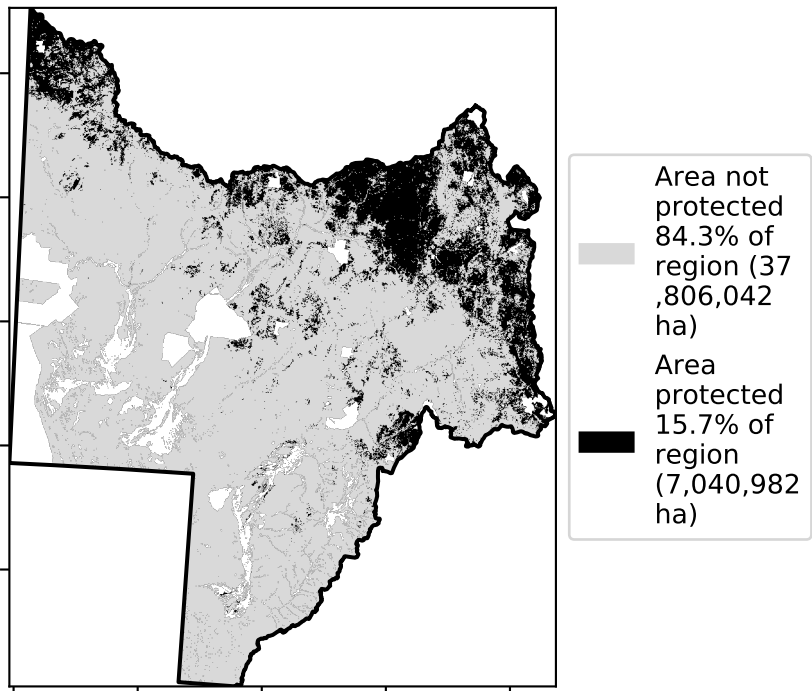 Area not
protected
84.3% of
region (37
,806,042
ha)
Area
protected
15.7% of
region
(7,040,982
ha)